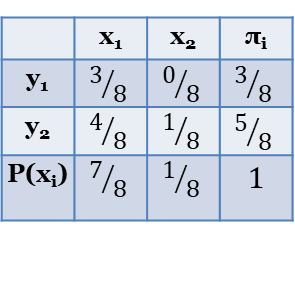 x₁ x₂ πᵢ
y₁ 3/8 0/8 3/8
y₂ 4/8 1/8 5/8
P(xᵢ) 7/8 1/8 1